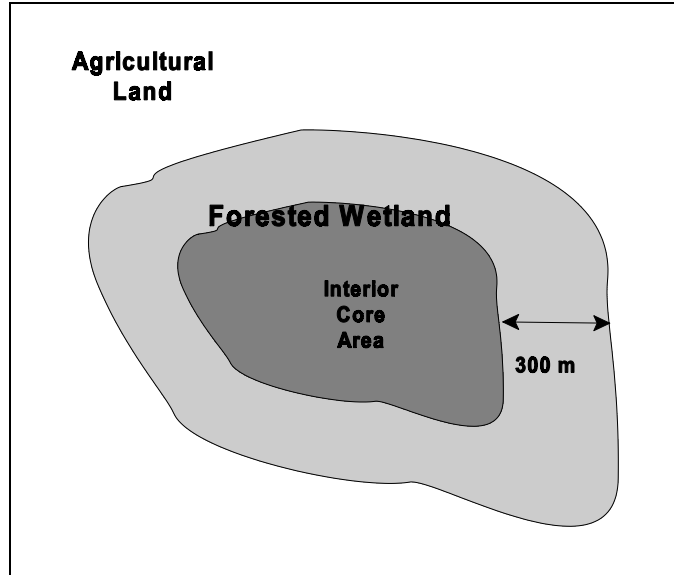 Agricultural
Land
Forested Wetland
Interior
Core
Area
300 m